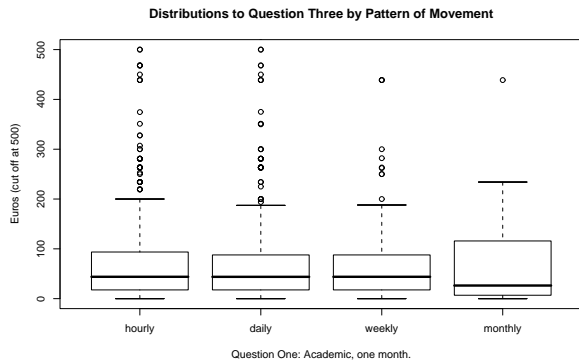 Distributions to Question Three by Pattern of Movement
Euros (cut off at 500)
500
400
300
200
100
0
hourly daily weekly monthly
Question One: Academic, one month.